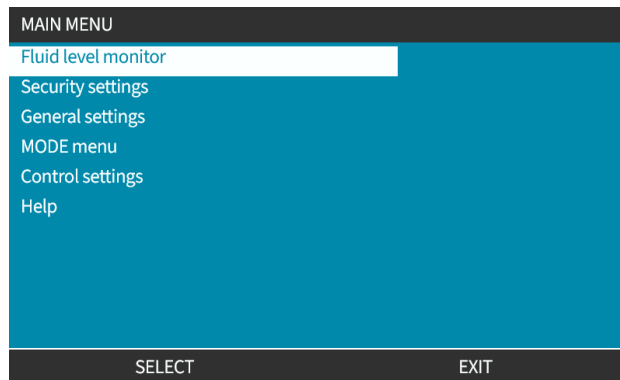 MAIN MENU
Fluid level monitor
Security settings
General settings
MODE menu
Control settings
Help
SELECT EXIT